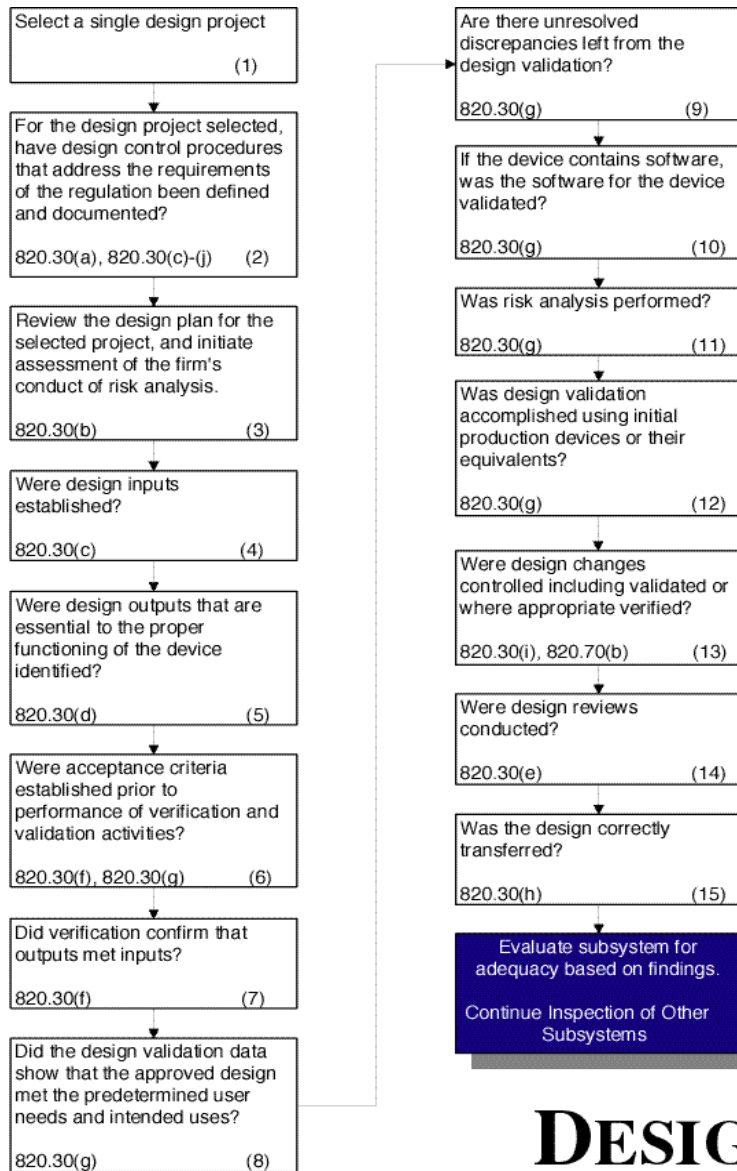 Select a single design project
(1)
For the design project selected,
have design control procedures
that address the requirements
of the regulation been defined
and documented?
820.30(a), 820.30(c)-(j) (2)
Review the design plan for the
selected project, and initiate
assessment of the firm's
conduct of risk analysis.
820.30(b) (3)
Were design inputs
established?
820.30(c) (4)
Were design outputs that are
essential to the proper
functioning of the device
identified?
820.30(d) (5)
Were acceptance criteria
established prior to
performance of verification and
validation activities?
820.30(f), 820.30(g) (6)
Did verification confirm that
outputs met inputs?
820.30(f) (7)
Did the design validation data
show that the approved design
met the predetermined user
needs and intended uses?
820.30(g) (8)
Are there unresolved
discrepancies left from the
design validation?
820.30(g) (9)
If the device contains software,
was the software for the device
validated?
820.30(g) (10)
Was risk analysis performed?
820.30(g) (11)
Was design validation
accomplished using initial
production devices or their
equivalents?
820.30(g) (12)
Were design changes
controlled including validated or
where appropriate verified?
820.30(i), 820.70(b) (13)
Were design reviews
conducted?
820.30(e) (14)
Was the design correctly
transferred?
820.30(h) (15)
Evaluate subsystem for
adequacy based on findings.
Continue Inspection of Other
Subsystems
DESIG